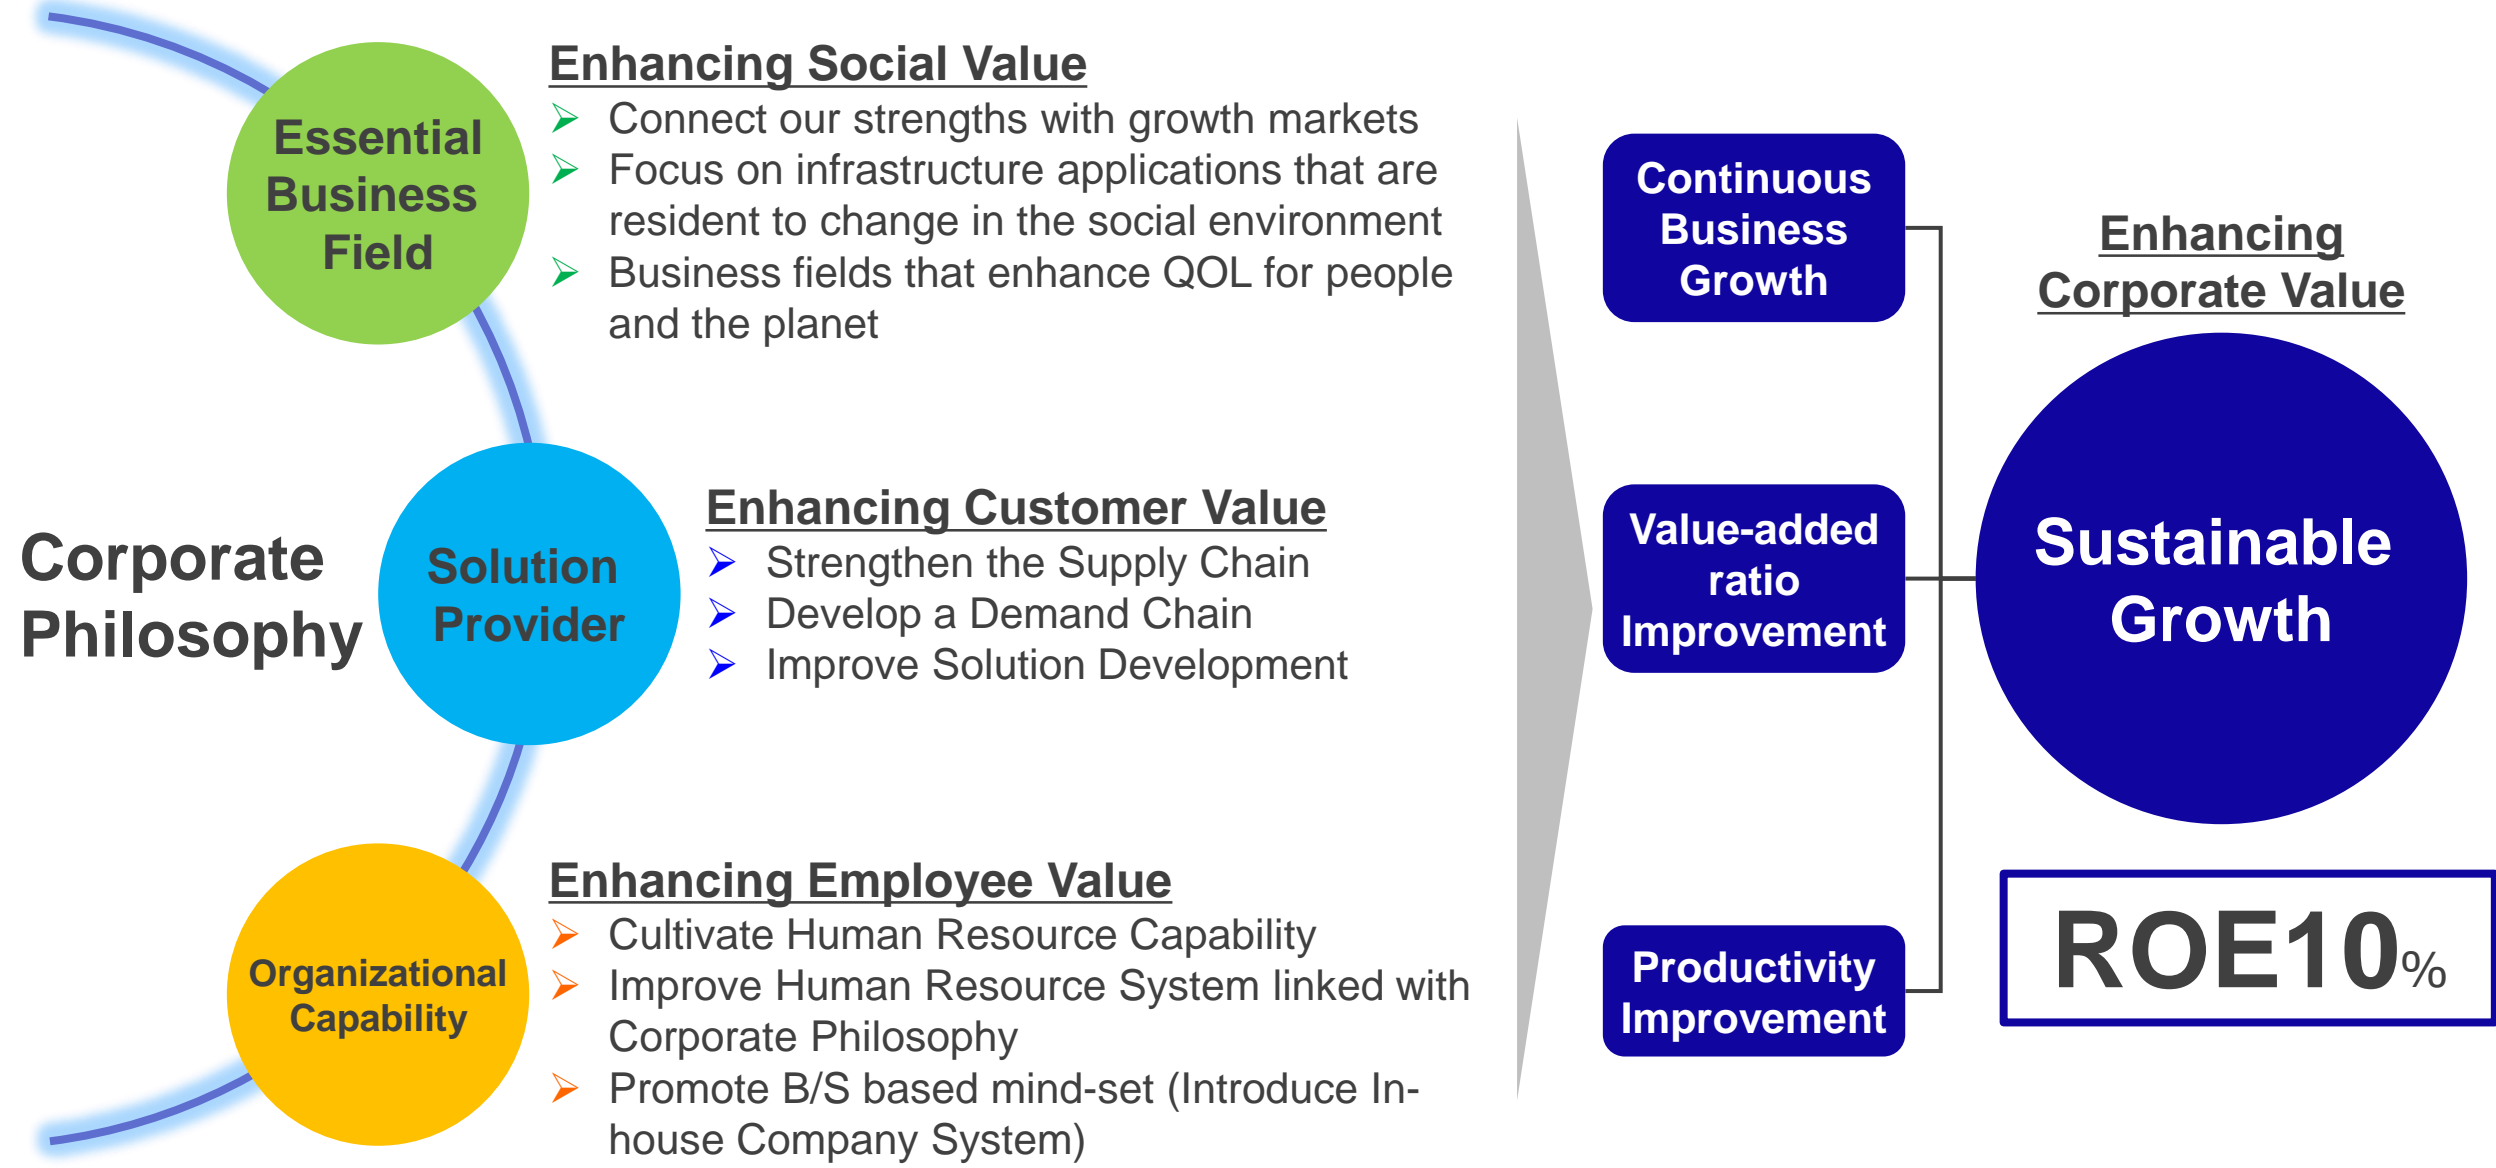 Corporate
Philosophy
Essential
Business
Field
Enhancing Social Value
Connect our strengths with growth markets
Focus on infrastructure applications that are
resident to change in the social environment
Business fields that enhance QOL for people
and the planet
Solution
Provider
Enhancing Customer Value
Strengthen the Supply Chain
Develop a Demand Chain
Improve Solution Development
Organizational
Capability
Enhancing Employee Value
Cultivate Human Resource Capability
Improve Human Resource System linked with
Corporate Philosophy
Promote B/S based mind-set (Introduce In-
house Company System)
Continuous
Business
Growth
Value-added
ratio
Improvement
Productivity
Improvement
Enhancing
Corporate Value
Sustainable
Growth
ROE10%